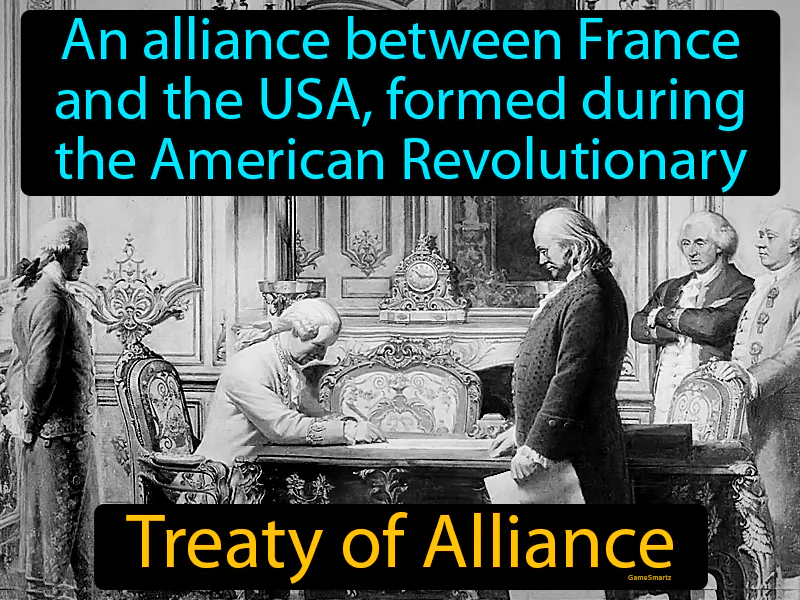 An alliance between France
and the USA, formed during
the American Revolutionary
Treaty of Alliance
GameSmartz